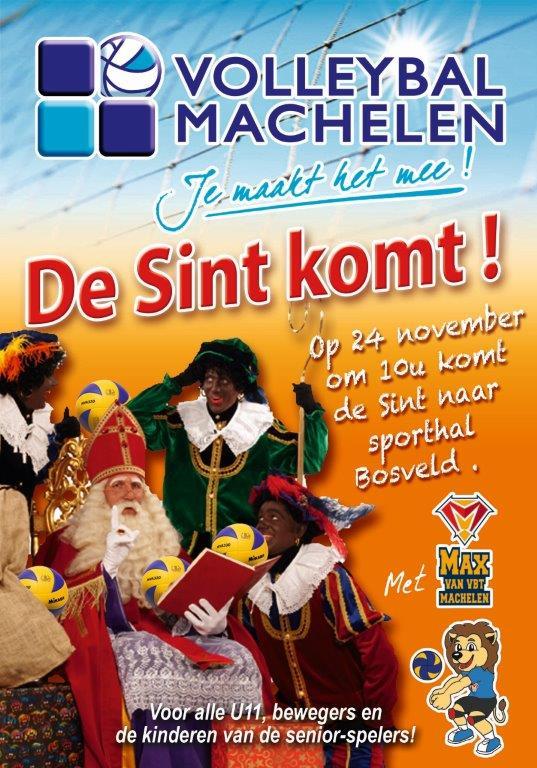 VOLLEYBAL
MACHELEN
Je maakt het mee !
De Sint komt !
Op 24 november
om 10u komt
de Sint naar
sporthal
Bosveld .
Met
MAX
VAN VBT
MACHELEN
Voor alle U11, bewegers en
de kinderen van de senior-spelers!